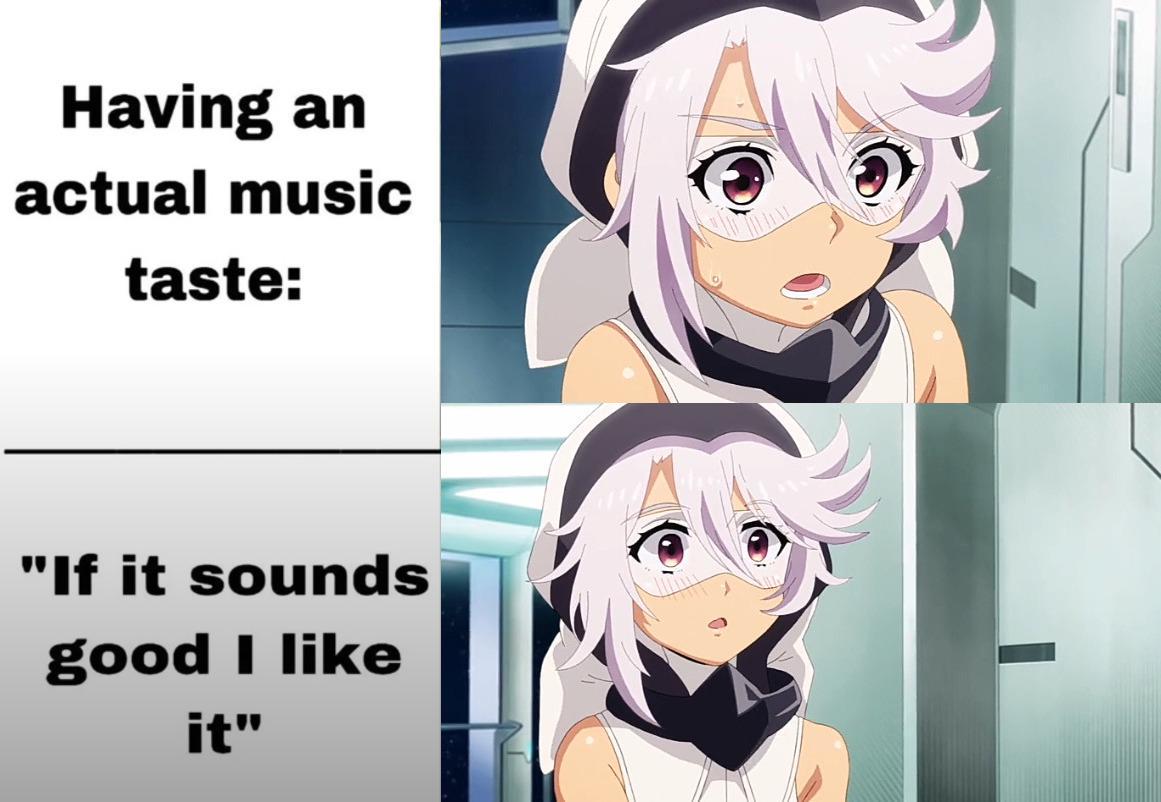 Having an
actual music
taste:
"If it sounds
good I like
it"